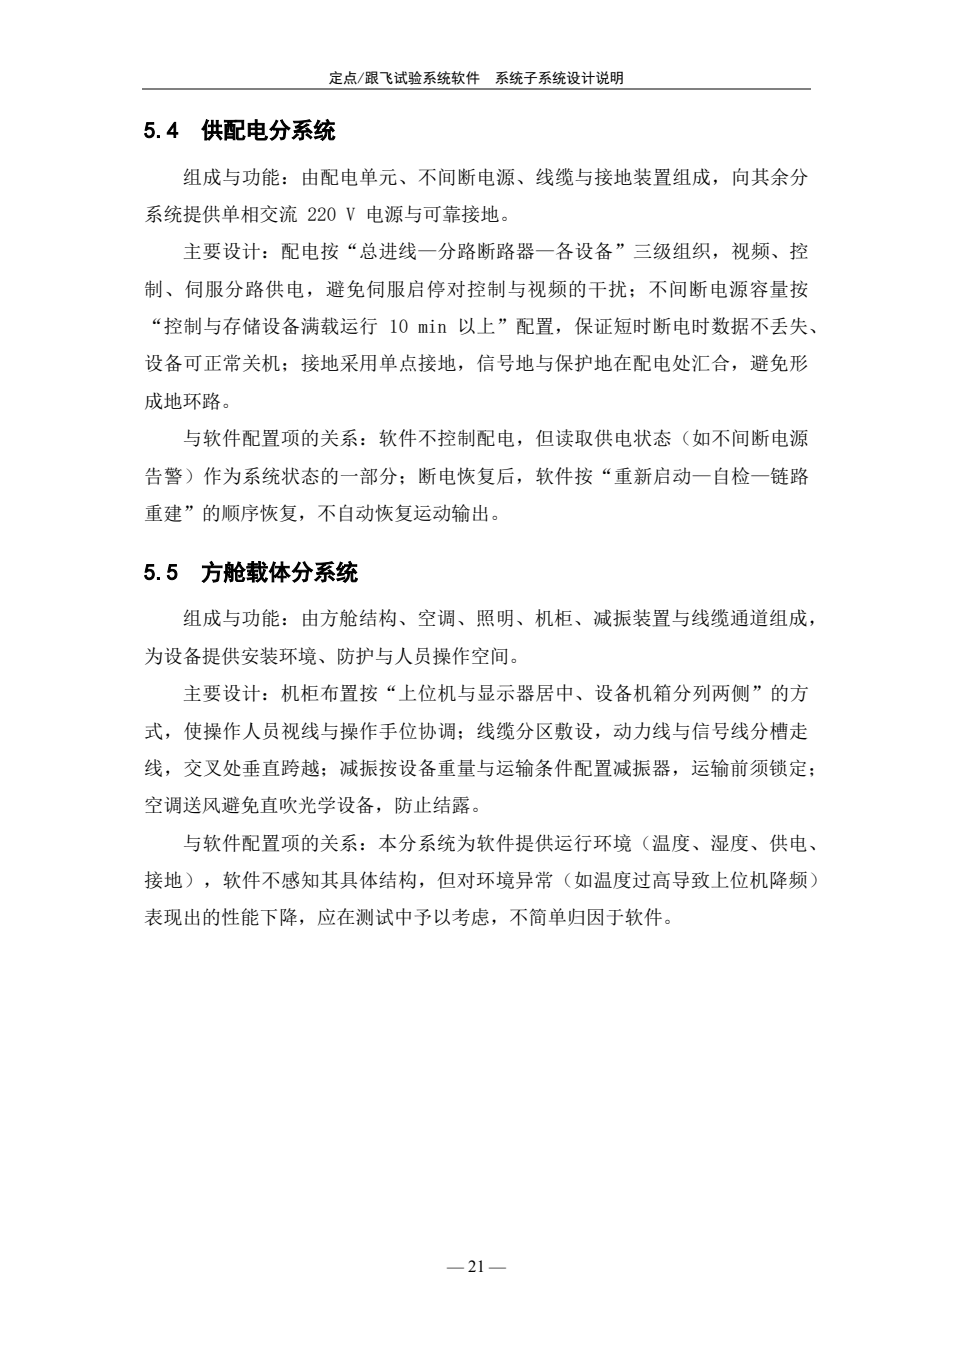 定点/跟飞试验系统软件　系统子系统设计说明
5.4　供配电分系统
组成与功能：由配电单元、不间断电源、线缆与接地装置组成，向其余分
系统提供单相交流 220 V 电源与可靠接地。
主要设计：配电按“总进线—分路断路器—各设备”三级组织，视频、控
制、伺服分路供电，避免伺服启停对控制与视频的干扰；不间断电源容量按
“控制与存储设备满载运行 10 min 以上”配置，保证短时断电时数据不丢失、
设备可正常关机；接地采用单点接地，信号地与保护地在配电处汇合，避免形
成地环路。
与软件配置项的关系：软件不控制配电，但读取供电状态（如不间断电源
告警）作为系统状态的一部分；断电恢复后，软件按“重新启动—自检—链路
重建”的顺序恢复，不自动恢复运动输出。
5.5　方舱载体分系统
组成与功能：由方舱结构、空调、照明、机柜、减振装置与线缆通道组成，
为设备提供安装环境、防护与人员操作空间。
主要设计：机柜布置按“上位机与显示器居中、设备机箱分列两侧”的方
式，使操作人员视线与操作手位协调；线缆分区敷设，动力线与信号线分槽走
线，交叉处垂直跨越；减振按设备重量与运输条件配置减振器，运输前须锁定；
空调送风避免直吹光学设备，防止结露。
与软件配置项的关系：本分系统为软件提供运行环境（温度、湿度、供电、
接地），软件不感知其具体结构，但对环境异常（如温度过高导致上位机降频）
表现出的性能下降，应在测试中予以考虑，不简单归因于软件。
— 21 —